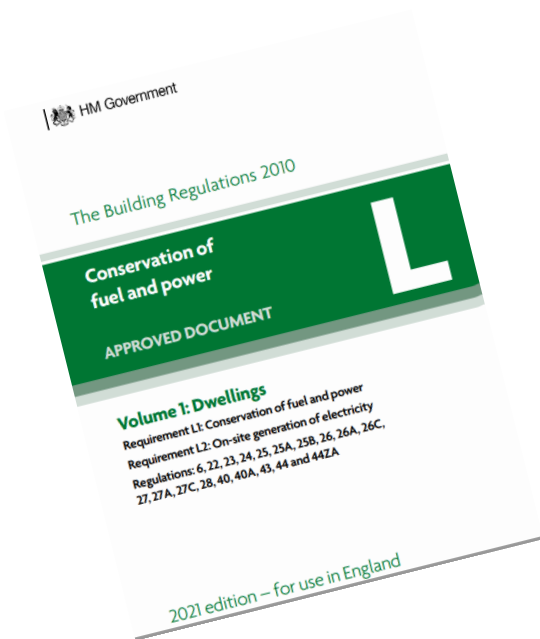 HM Government
The Building Regulations 2010
Conservation of
fuel and power
L
APPROVED DOCUMENT
Volume 1: Dwellings
Requirement L1: Conservation of fuel and power
Requirement L2: On-site generation of electricity
Regulations: 6, 22, 23, 24, 25, 25A, 25B, 26, 26A, 26C,
27, 27A, 27C, 28, 40, 40A, 43, 44 and 44ZA
2021 edition – for use in England